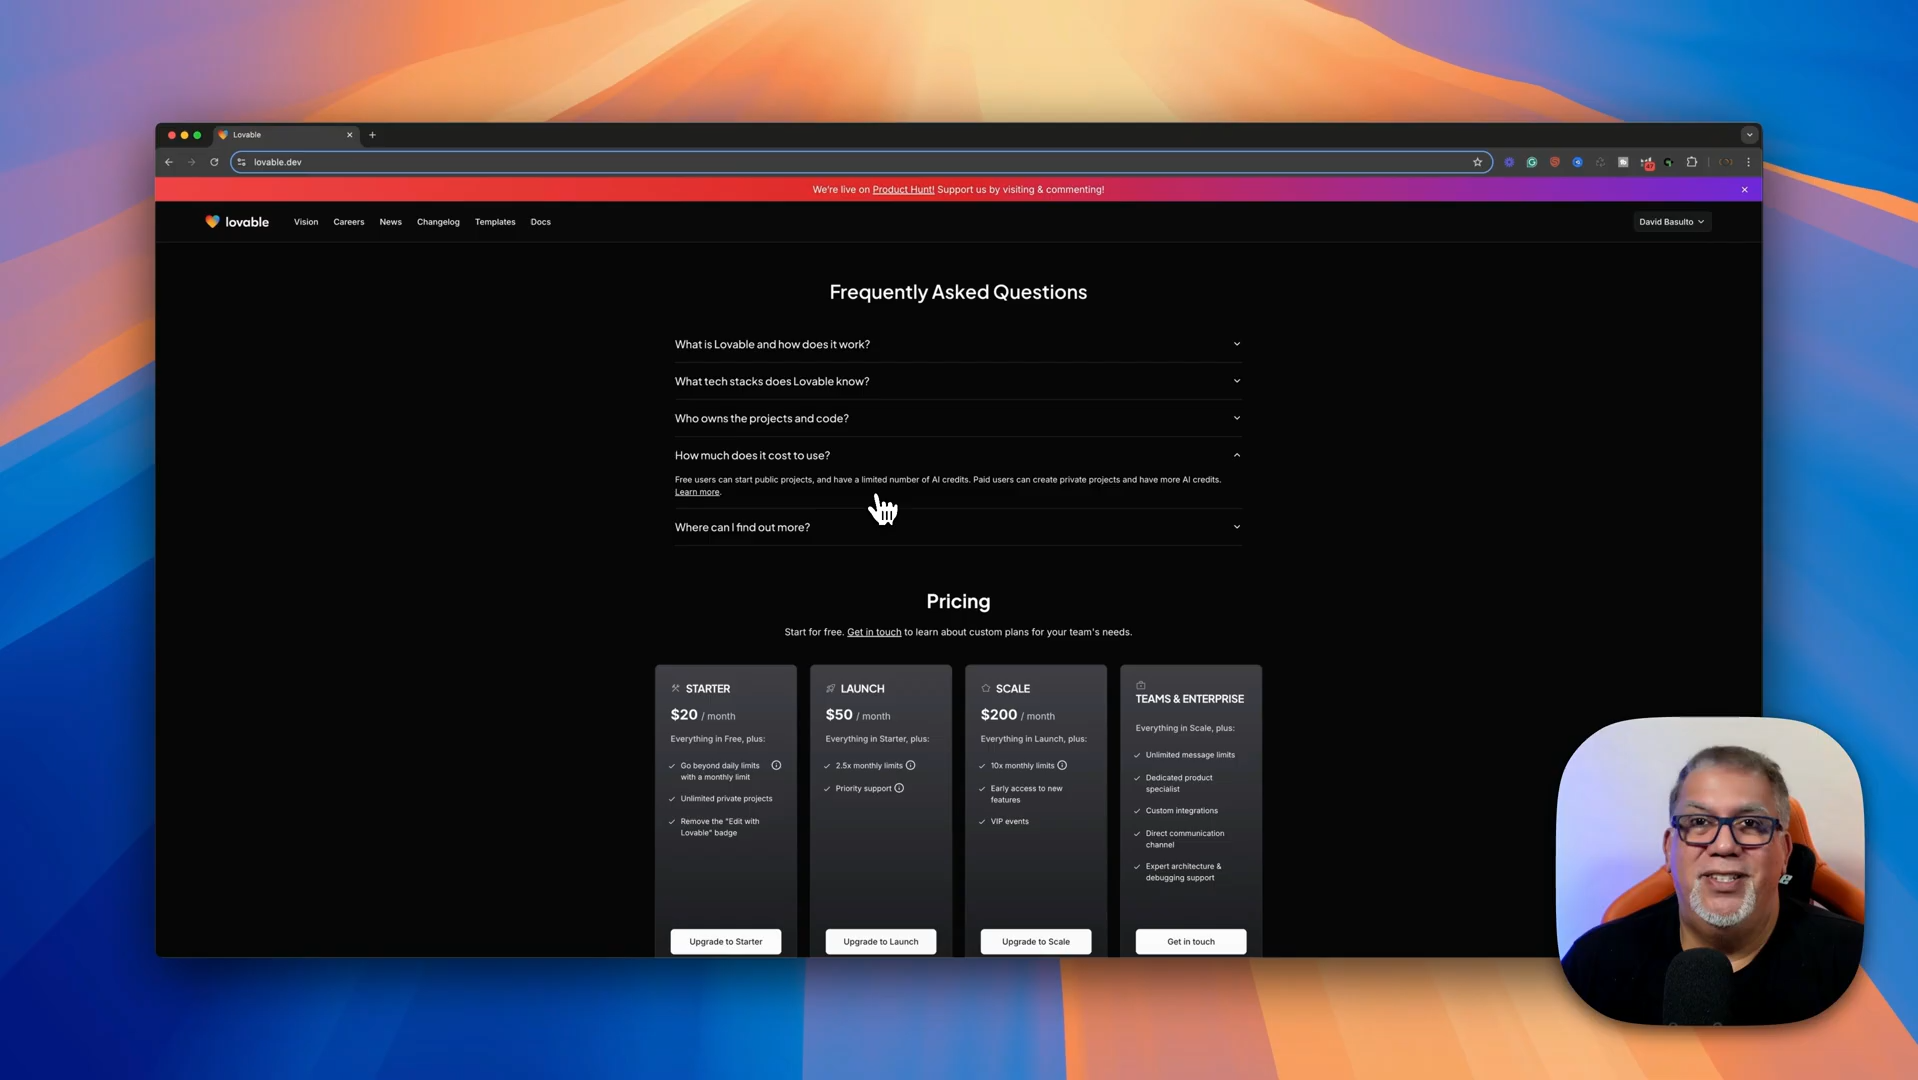 Lovable
lovable.dev
We're live on Product Hunt! Support us by visiting & commenting!
lovable
Vision
Careers
News
Changelog
Templates
Docs
David Basulto
Frequently Asked Questions
What is Lovable and how does it work?
What tech stacks does Lovable know?
Who owns the projects and code?
How much does it cost to use?
Free users can start public projects, and have a limited number of AI credits. Paid users can create private projects and have more AI credits.
Learn more.
Where can I find out more?
Pricing
Start for free. Get in touch to learn about custom plans for your team's needs.
STARTER
$20 / month
Everything in Free, plus:
Go beyond daily limits
with a monthly limit
Unlimited private projects
Remove the "Edit with
Lovable" badge
Upgrade to Starter
LAUNCH
$50 / month
Everything in Starter, plus:
2.5x monthly limits
Priority support
Upgrade to Launch
SCALE
$200 / month
Everything in Launch, plus:
10x monthly limits
Early access to new
features
VIP events
Upgrade to Scale
TEAMS & ENTERPRISE
Everything in Scale, plus:
Unlimited message limits
Dedicated product
specialist
Custom integrations
Direct communication
channel
Expert architecture &
debugging support
Get in touch